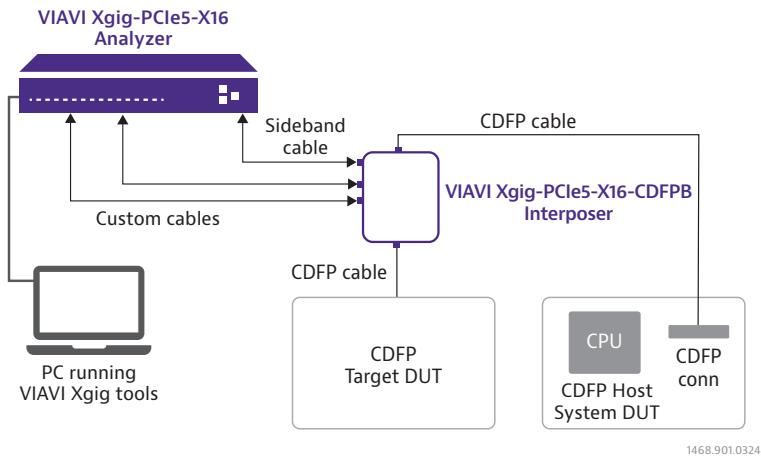 VIAVI Xgig-PCIe5-X16
Analyzer
Sideband
cable
CDFP cable
VIAVI Xgig-PCIe5-X16-CDFPB
Interposer
Custom cables
CDFP cable
PC running
VIAVI Xgig tools
CDFP
Target DUT
CPU
CDFP Host
System DUT
CDFP
conn
1468.901.0324